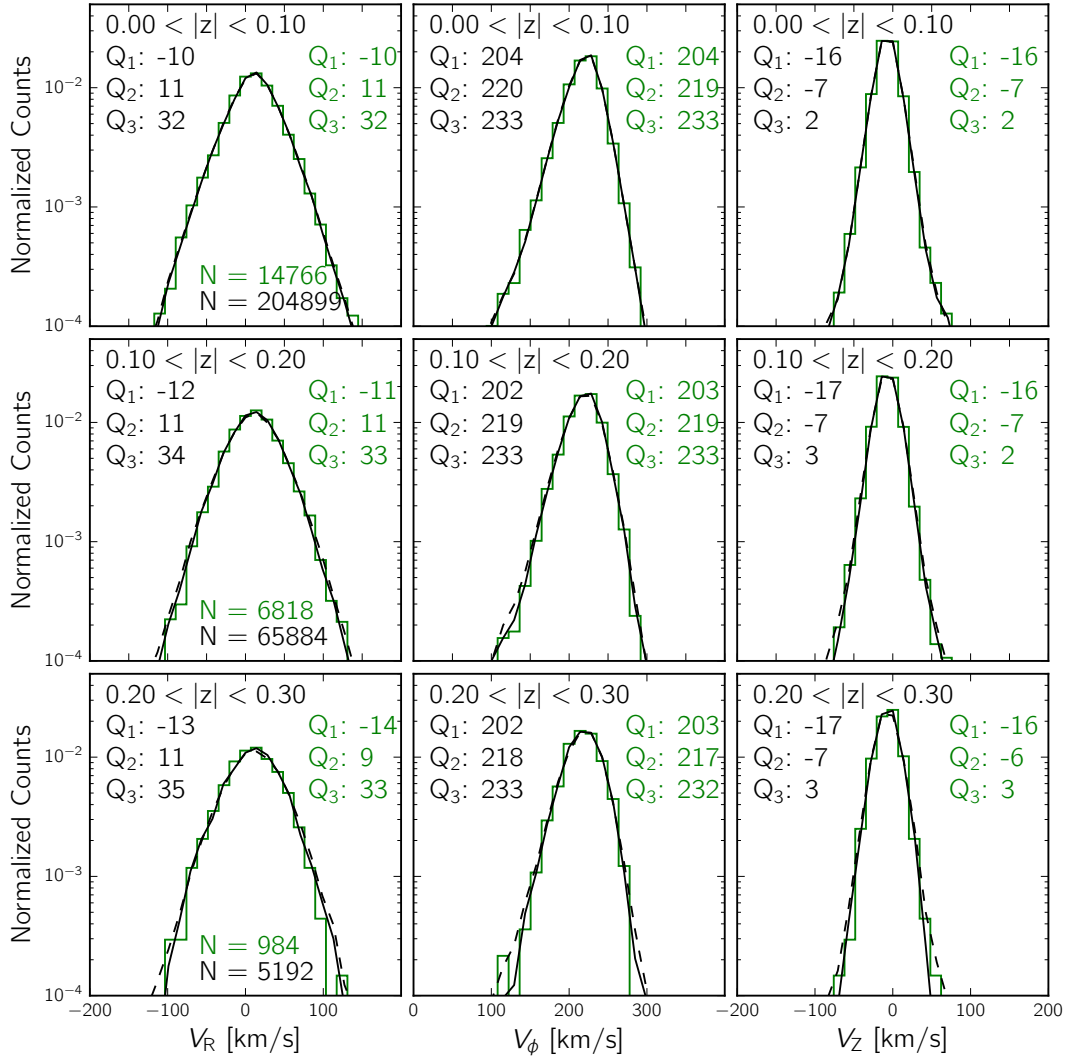 0.00 < |z| < 0.10
Q1: -10 Q1: -10
Q2: 11 Q2: 11
Q3: 32 Q3: 32
N = 14766
N = 204899
Q1: 204 Q1: 204
Q2: 220 Q2: 219
Q3: 233 Q3: 233
0.00 < |z| < 0.10
Q1: -16 Q1: -16
Q2: -7 Q2: -7
Q3: 2 Q3: 2
Normalized Counts
10⁻²
10⁻³
10⁻⁴
0.10 < |z| < 0.20
Q1: -12 Q1: -11
Q2: 11 Q2: 11
Q3: 34 Q3: 33
N = 6818
N = 65884
0.10 < |z| < 0.20
Q1: 202 Q1: 203
Q2: 219 Q2: 219
Q3: 233 Q3: 233
0.10 < |z| < 0.20
Q1: -17 Q1: -16
Q2: -7 Q2: -7
Q3: 3 Q3: 2
Normalized Counts
10⁻²
10⁻³
10⁻⁴
0.20 < |z| < 0.30
Q1: -13 Q1: -14
Q2: 11 Q2: 9
Q3: 35 Q3: 33
N = 984
N = 5192
0.20 < |z| < 0.30
Q1: 202 Q1: 203
Q2: 218 Q2: 217
Q3: 233 Q3: 232
0.20 < |z| < 0.30
Q1: -17 Q1: -16
Q2: -7 Q2: -6
Q3: 3 Q3: 3
Normalized Counts
10⁻²
10⁻³
10⁻⁴
−200 −100 0 100
0 100 200 300
−200 −100 0 100 200
V_R [km/s]
V_ϕ [km/s]
V_Z [km/s]